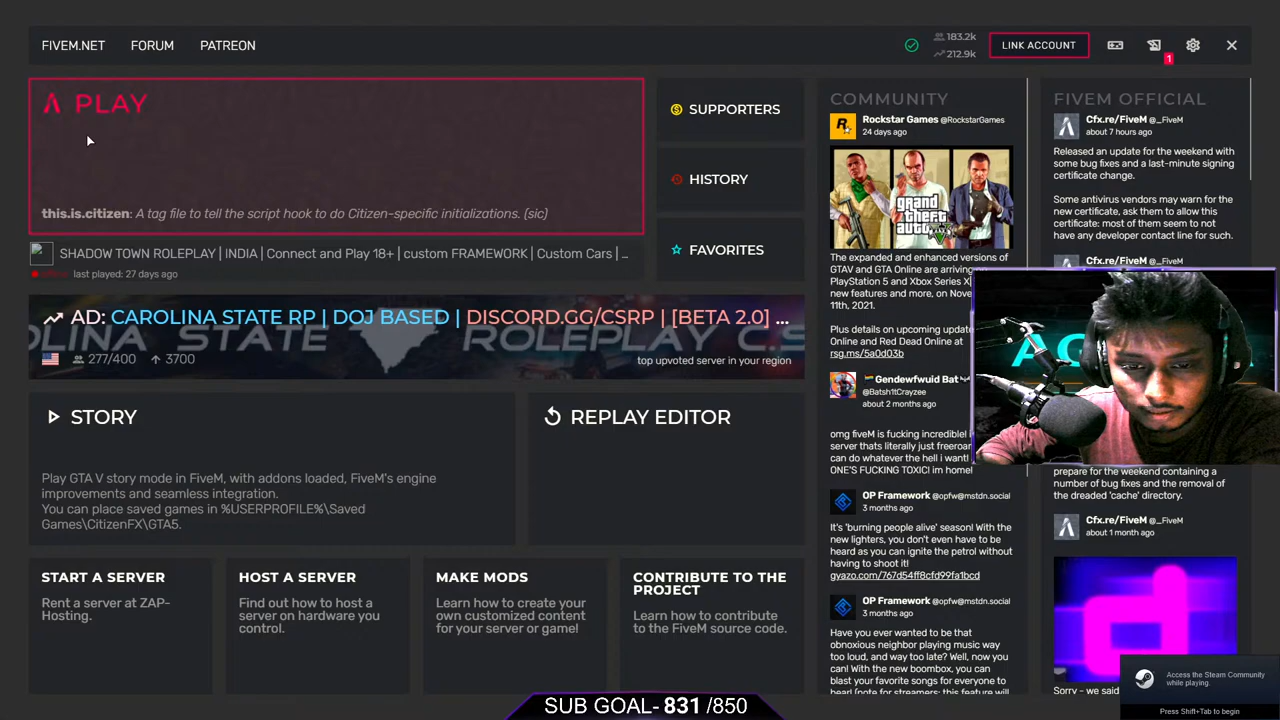 FIVEM.NET
FORUM
PATREON
183.2k
212.9k
LINK ACCOUNT
1
PLAY
this.is.citizen: A tag file to tell the script hook to do Citizen-specific initializations. (sic)
SHADOW TOWN ROLEPLAY | INDIA | Connect and Play 18+ | custom FRAMEWORK | Custom Cars | ...
last played: 27 days ago
SUPPORTERS
HISTORY
FAVORITES
AD: CAROLINA STATE RP | DOJ BASED | DISCORD.GG/CSRP | [BETA 2.0] ...
277/400
3700
top upvoted server in your region
STORY
Play GTA V story mode in FiveM, with addons loaded, FiveM's engine
improvements and seamless integration.
You can place saved games in %USERPROFILE%\Saved
Games\CitizenFX\GTA5.
REPLAY EDITOR
START A SERVER
Rent a server at ZAP-
Hosting.
HOST A SERVER
Find out how to host a
server on hardware you
control.
MAKE MODS
Learn how to create your
own customized content
for your server or game!
CONTRIBUTE TO THE
PROJECT
Learn how to contribute
to the FiveM source code.
COMMUNITY
Rockstar Games @RockstarGames
24 days ago
grand
theft
auto
V
The expanded and enhanced versions of
GTAV and GTA Online are arriving
PlayStation 5 and Xbox Series X
new features and more, on Nove
11th, 2021.
Plus details on upcoming update
Online and Red Dead Online at
rsg.ms/5a0d03b
Gendewfwuid Bat
@Batsh1tCrayzee
about 2 months ago
omg fiveM is fucking incredible! 
server thats literally just freeroam
can do whatever the hell i want!
ONE'S FUCKING TOXIC! im home!
OP Framework @opfw@mstdn.social
3 months ago
It's 'burning people alive' season! With the
new lighters, you don't even have to be
heard as you can ignite the petrol without
having to shoot it!
gyazo.com/767d54ff8cfd99fa1bcd
OP Framework @opfw@mstdn.social
3 months ago
Have you ever wanted to be that
obnoxious neighbor playing music way
too loud, and way too late? Well, now you
can! With the new boombox, you can
blast your favorite songs for everyone to
hear! (note for streamers: this feature will
FIVEM OFFICIAL
Cfx.re/FiveM @_FiveM
about 7 hours ago
Released an update for the weekend with
some bug fixes and a last-minute signing
certificate change.
Some antivirus vendors may warn for the
new certificate, ask them to allow this
certificate: most of them seem to not
have any developer contact line for such.
Cfx.re/FiveM @_FiveM
prepare for the weekend containing a
number of bug fixes and the removal of
the dreaded 'cache' directory.
Cfx.re/FiveM @_FiveM
about 1 month ago
Sorry - we said
Access the Steam Community
while playing.
Press Shift+Tab to begin
SUB GOAL- 831 /850